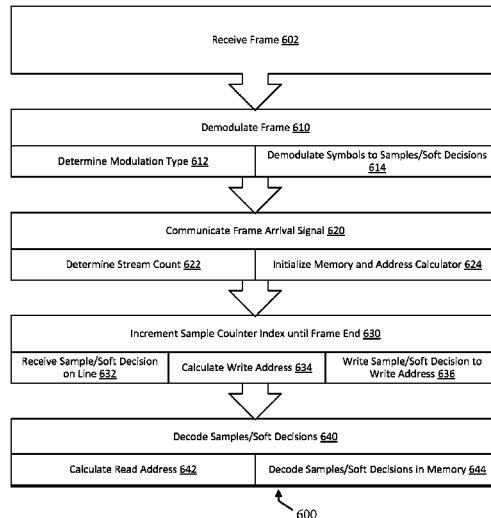 Receive Frame 602
Demodulate Frame 610
Determine Modulation Type 612
Demodulate Symbols to Samples/Soft Decisions
614
Communicate Frame Arrival Signal 620
Determine Stream Count 622
Initialize Memory and Address Calculator 624
Increment Sample Counter Index until Frame End 630
Receive Sample/Soft Decision
on Line 632
Calculate Write Address 634
Write Sample/Soft Decision to
Write Address 636
Decode Samples/Soft Decisions 640
Calculate Read Address 642
Decode Samples/Soft Decisions in Memory 644
600